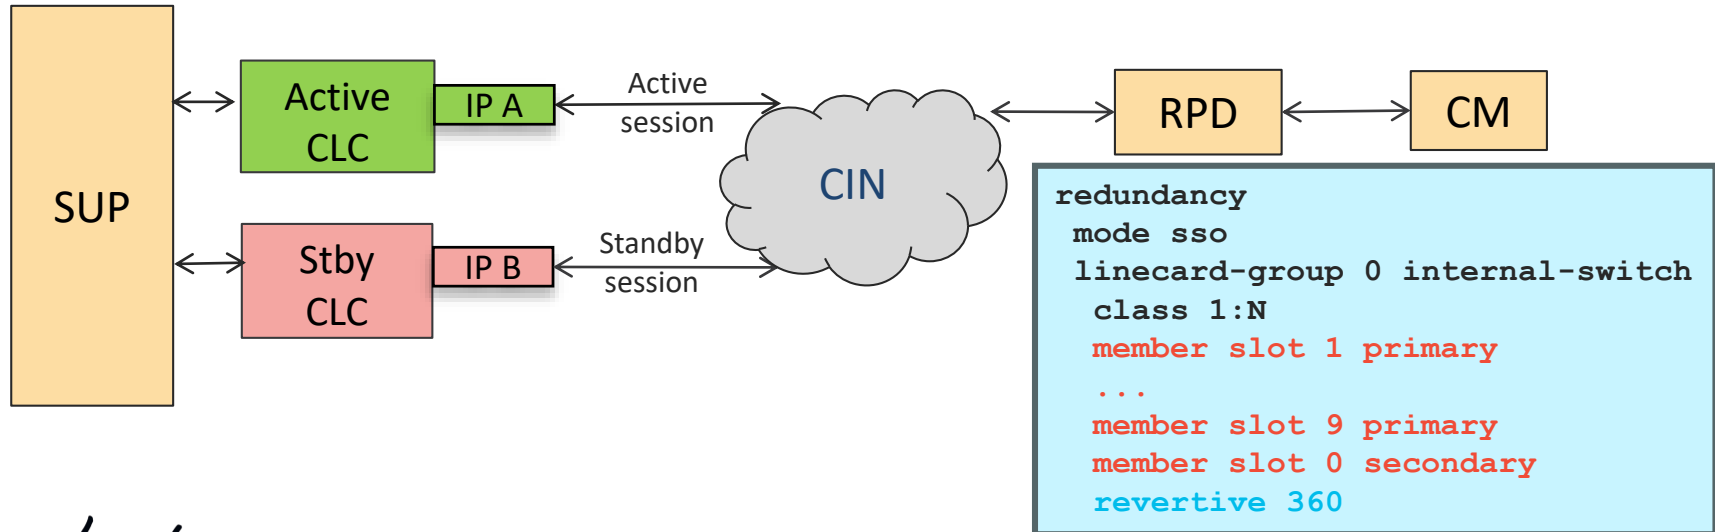 SUP
Active
CLC
IP A
Active
session
Stby
CLC
IP B
Standby
session
CIN
RPD
CM
redundancy
mode sso
linecard-group 0 internal-switch
class 1:N
member slot 1 primary
...
member slot 9 primary
member slot 0 secondary
revertive 360